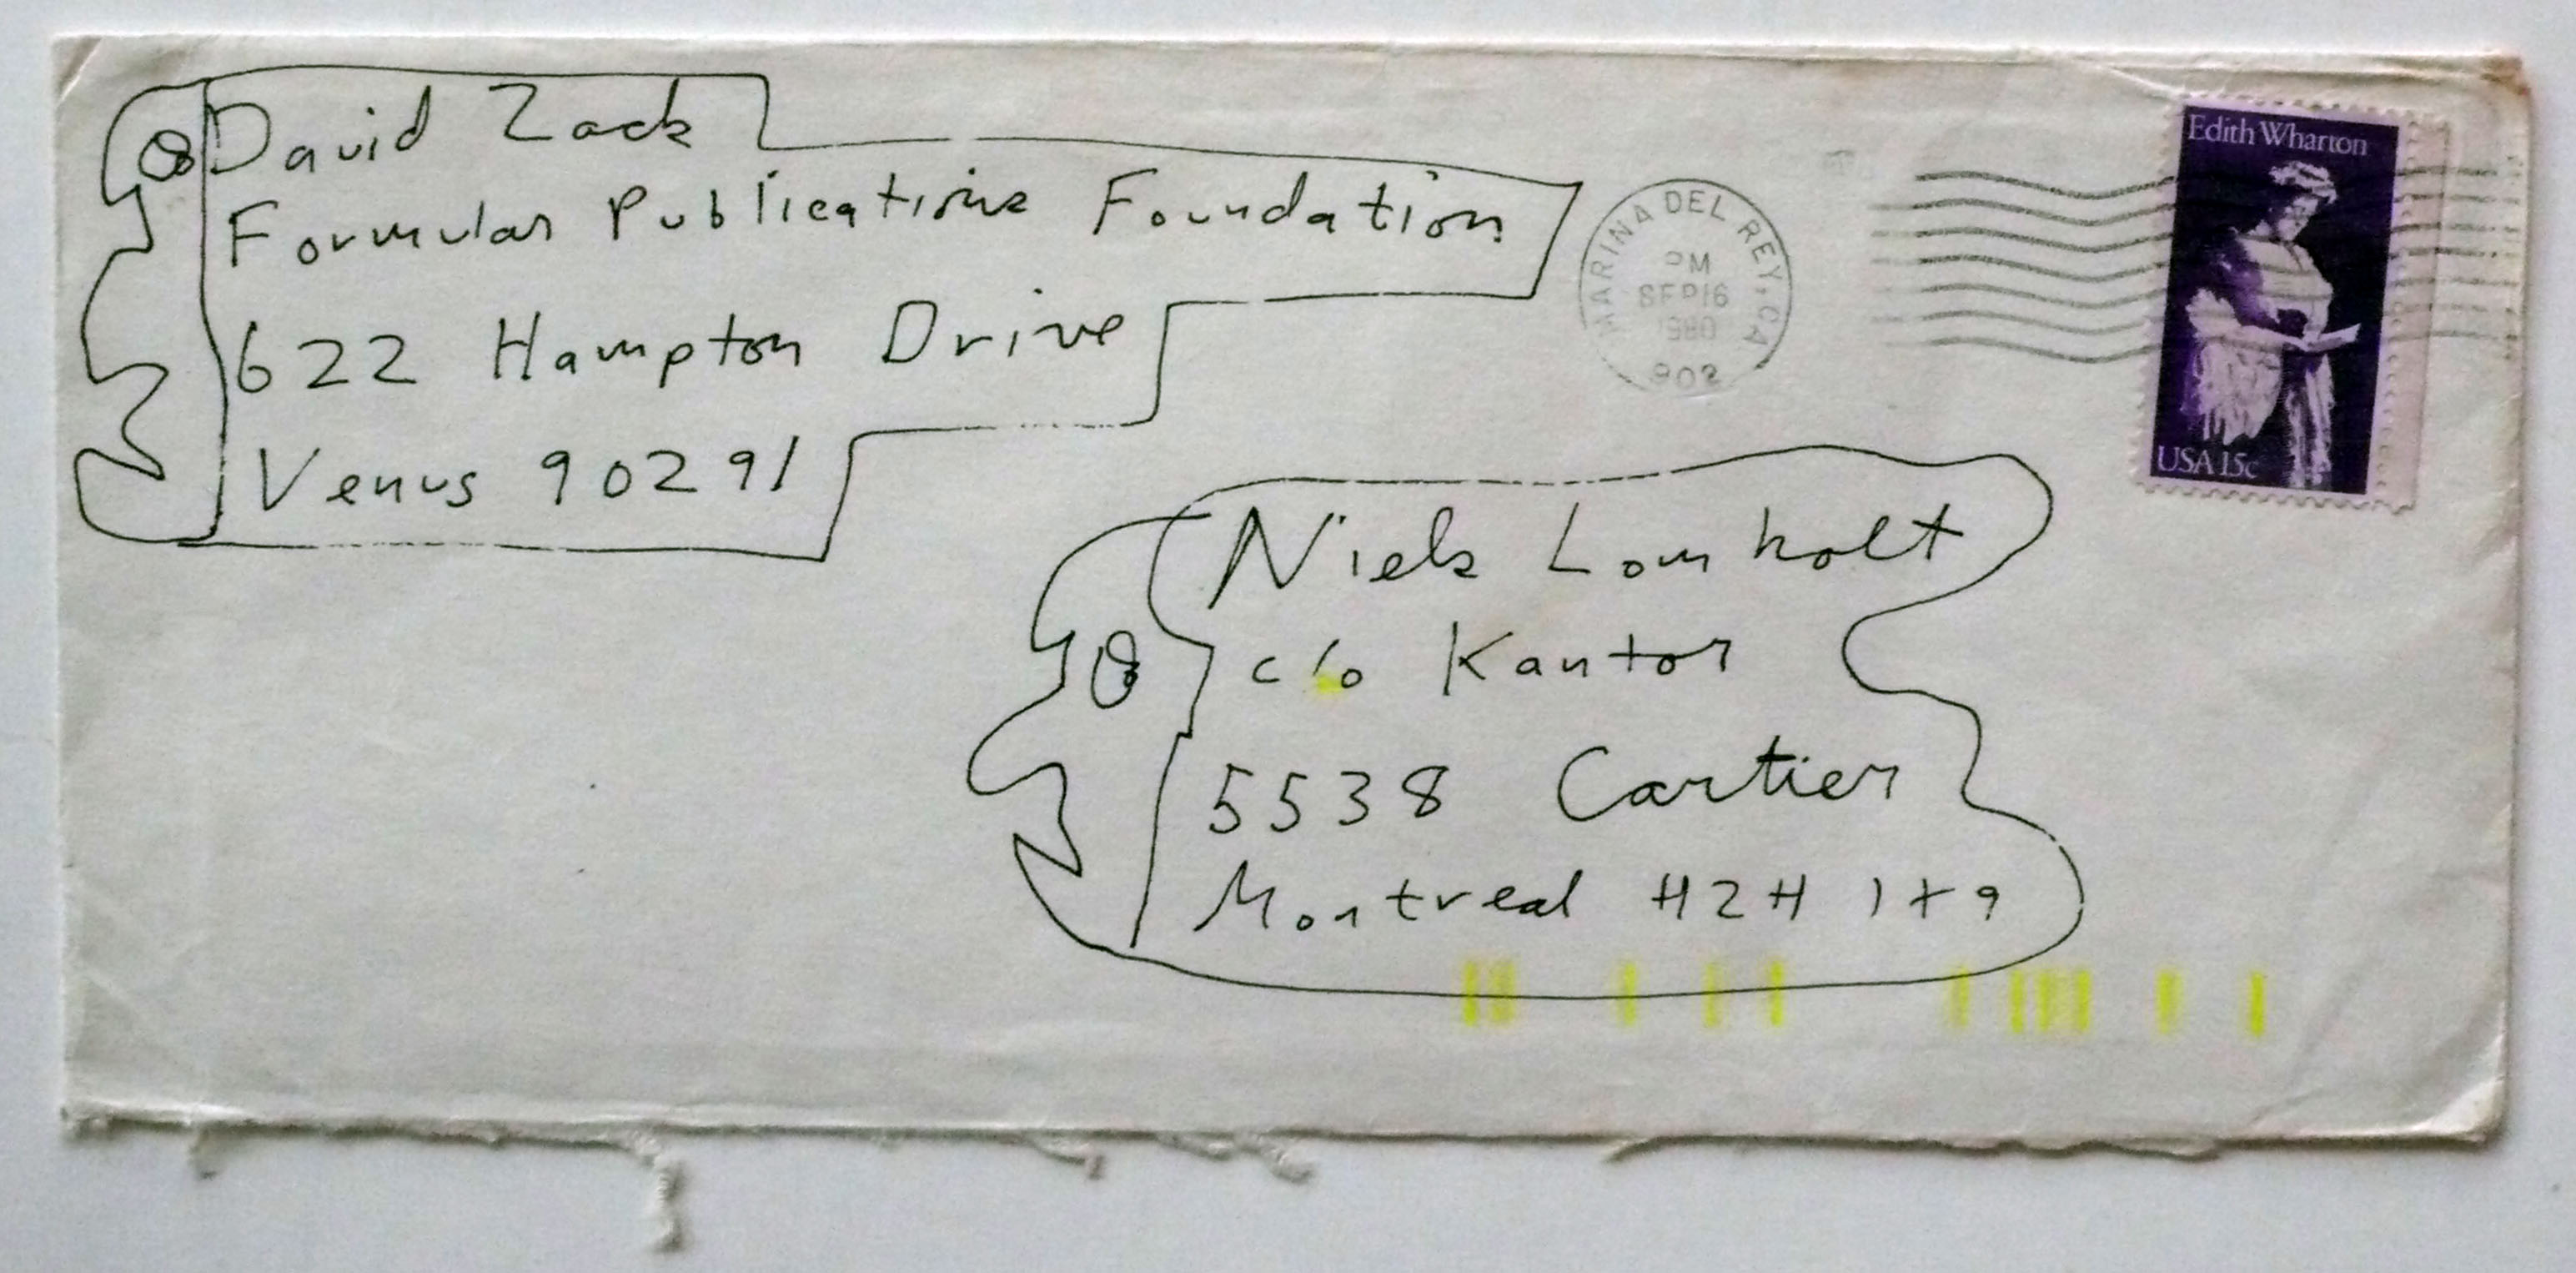 David Zack
Formular Publications Foundation
622 Hampton Drive
Venus 90291
MARINA DEL REY, CA
PM
SEP 16
1980
902
Edith Wharton
USA 15c
Niels Lomholt
c/o Kantor
5538 Cartier
Montreal H2H 1X9